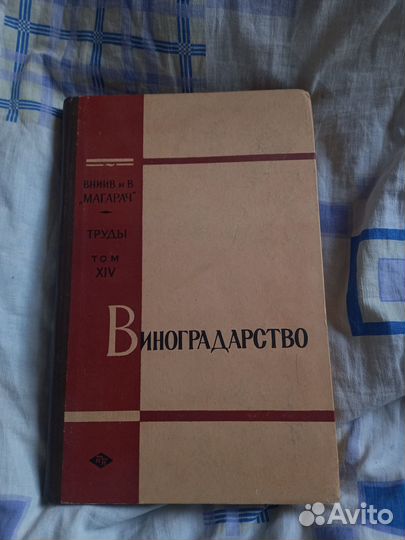 ВНИИВ и В
„МАГАРАЧ"
ТРУДЫ
ТОМ
XIV
ВИНОГРАДАРСТВО
Avito